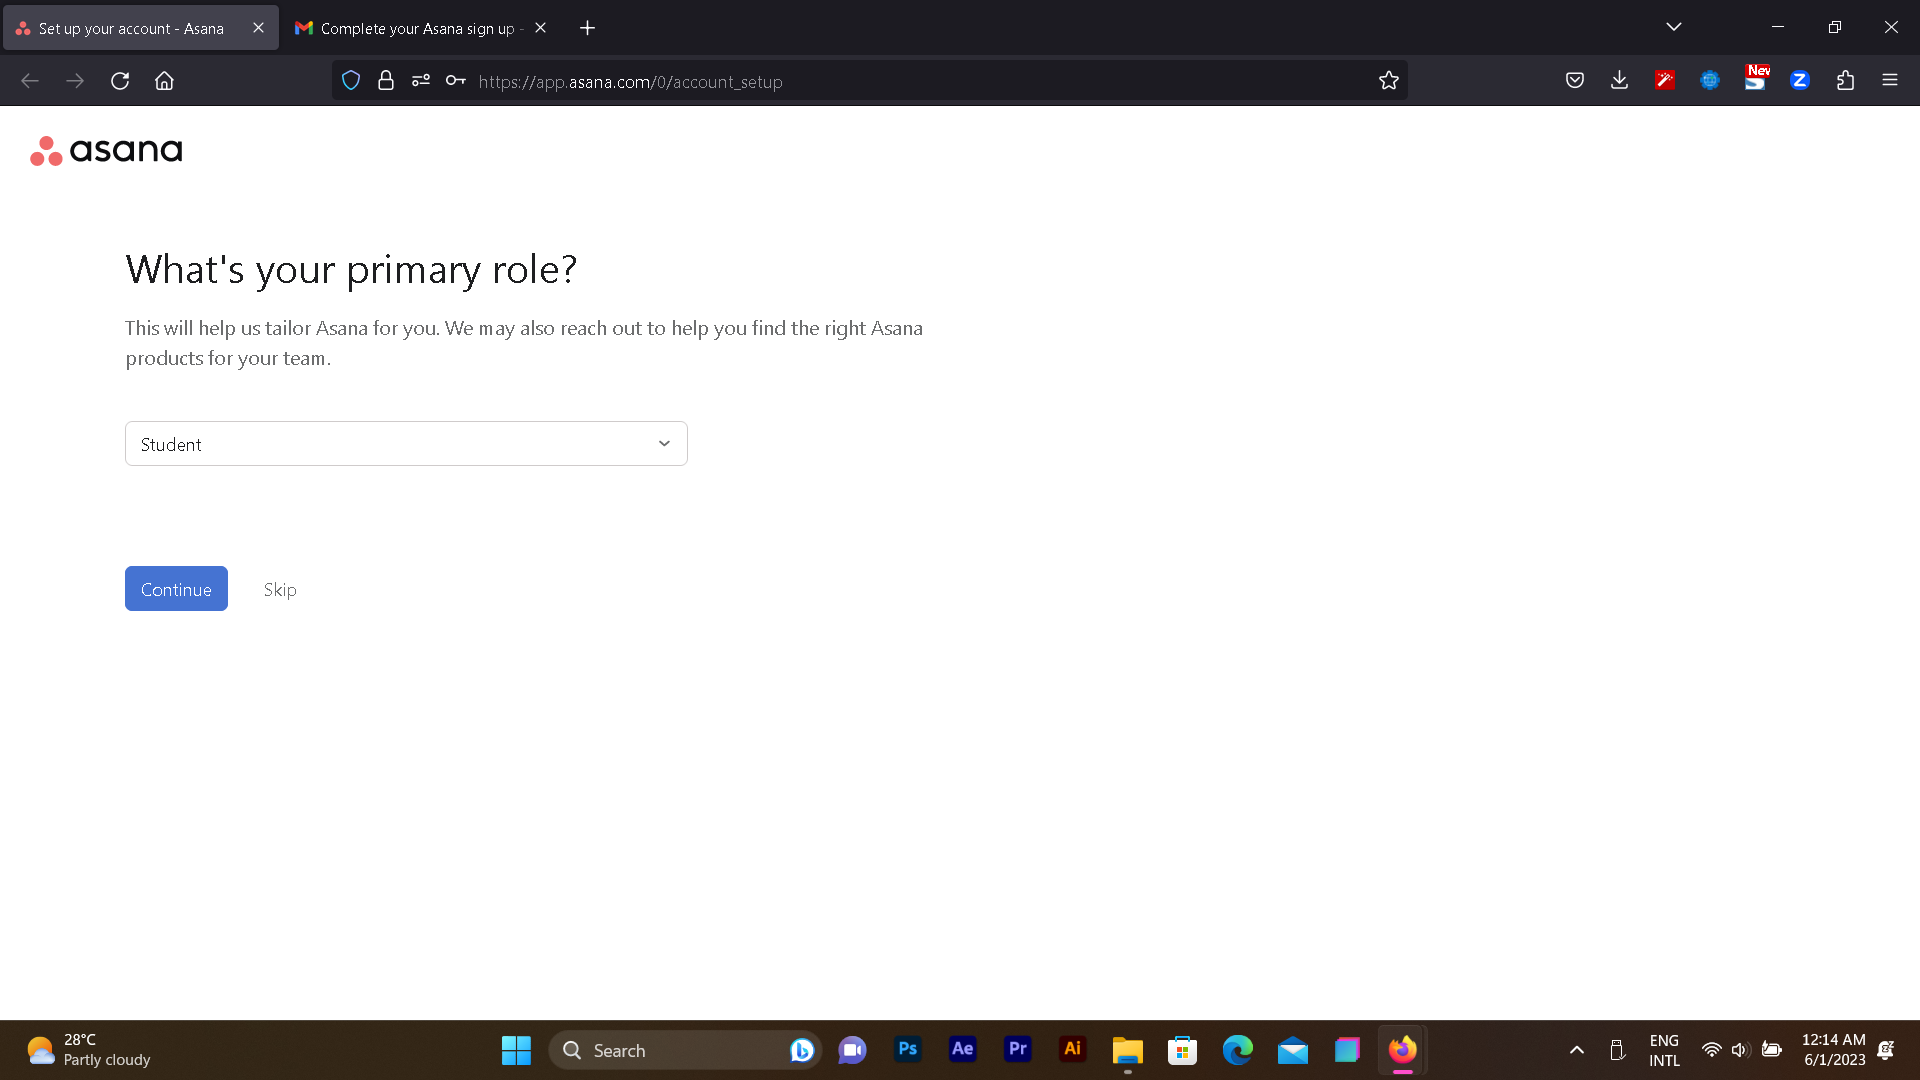 Set up your account - Asana
Complete your Asana sign up -
https://app.asana.com/0/account_setup
New
Z
asana
What's your primary role?
This will help us tailor Asana for you. We may also reach out to help you find the right Asana
products for your team.
Student
Continue
Skip
28°C
Partly cloudy
Search
Ps
Ae
Pr
Ai
ENG
INTL
12:14 AM
6/1/2023